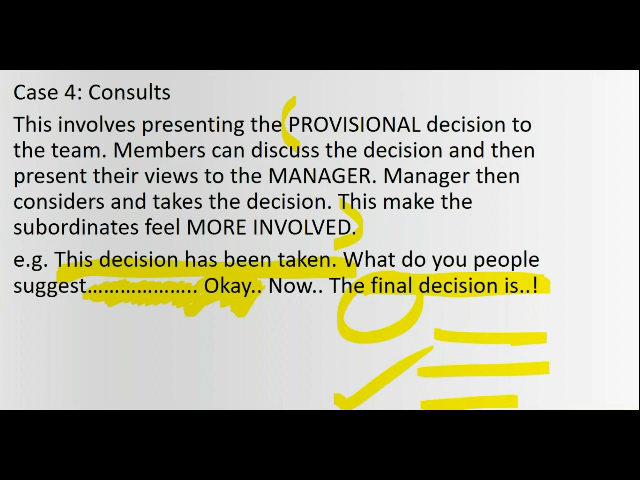 Case 4: Consults
This involves presenting the PROVISIONAL decision to
the team. Members can discuss the decision and then
present their views to the MANAGER. Manager then
considers and takes the decision. This make the
subordinates feel MORE INVOLVED.
e.g. This decision has been taken. What do you people
suggest……………….. Okay.. Now.. The final decision is..!